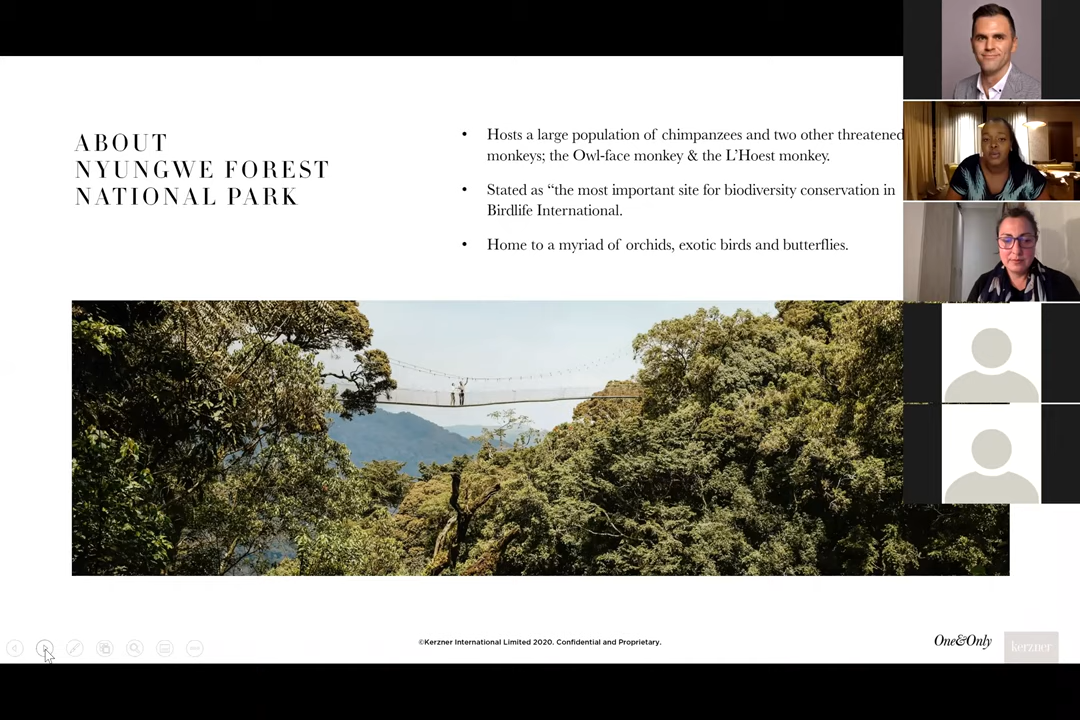 ABOUT
NYUNGWE FOREST
NATIONAL PARK
• Hosts a large population of chimpanzees and two other threatened
monkeys; the Owl-face monkey & the L’Hoest monkey.
• Stated as “the most important site for biodiversity conservation in
Birdlife International.
• Home to a myriad of orchids, exotic birds and butterflies.
©Kerzner International Limited 2020. Confidential and Proprietary.
One&Only
kerzner